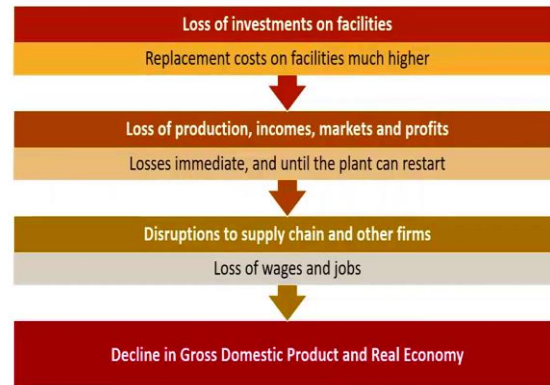 Loss of investments on facilities
Replacement costs on facilities much higher
Loss of production, incomes, markets and profits
Losses immediate, and until the plant can restart
Disruptions to supply chain and other firms
Loss of wages and jobs
Decline in Gross Domestic Product and Real Economy